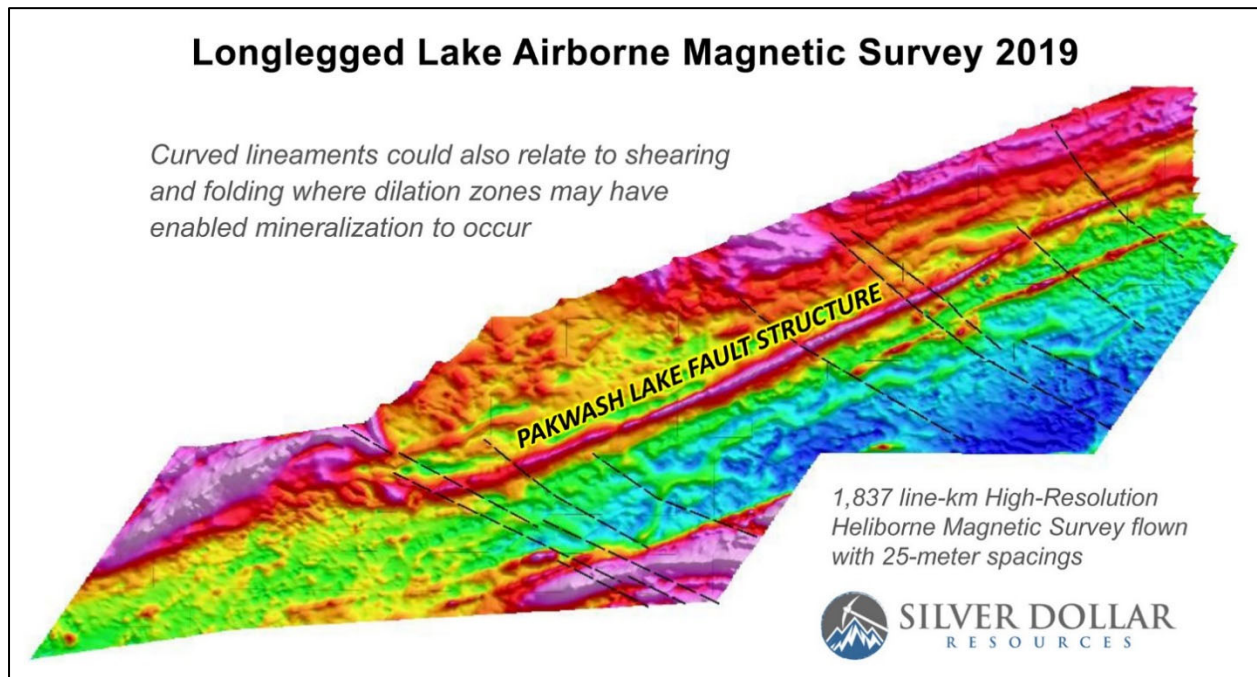 Longlegged Lake Airborne Magnetic Survey 2019
Curved lineaments could also relate to shearing
and folding where dilation zones may have
enabled mineralization to occur
PAKWASH LAKE FAULT STRUCTURE
1,837 line-km High-Resolution
Heliborne Magnetic Survey flown
with 25-meter spacings
SILVER DOLLAR
RESOURCES